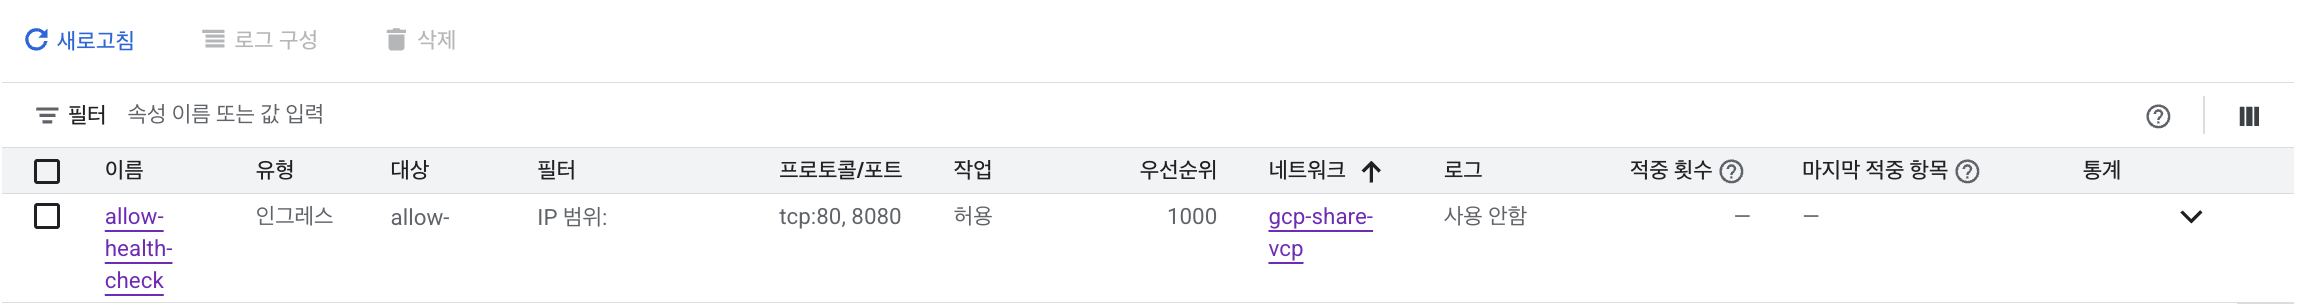 새로고침 로그 구성 삭제
필터 속성 이름 또는 값 입력
이름 유형 대상 필터 프로토콜/포트 작업 우선순위 네트워크 로그 적중 횟수 마지막 적중 항목 통계
allow- 인그레스 allow- IP 범위: tcp:80, 8080 허용 1000 gcp-share- 사용 안함 — —
health- vcp
check